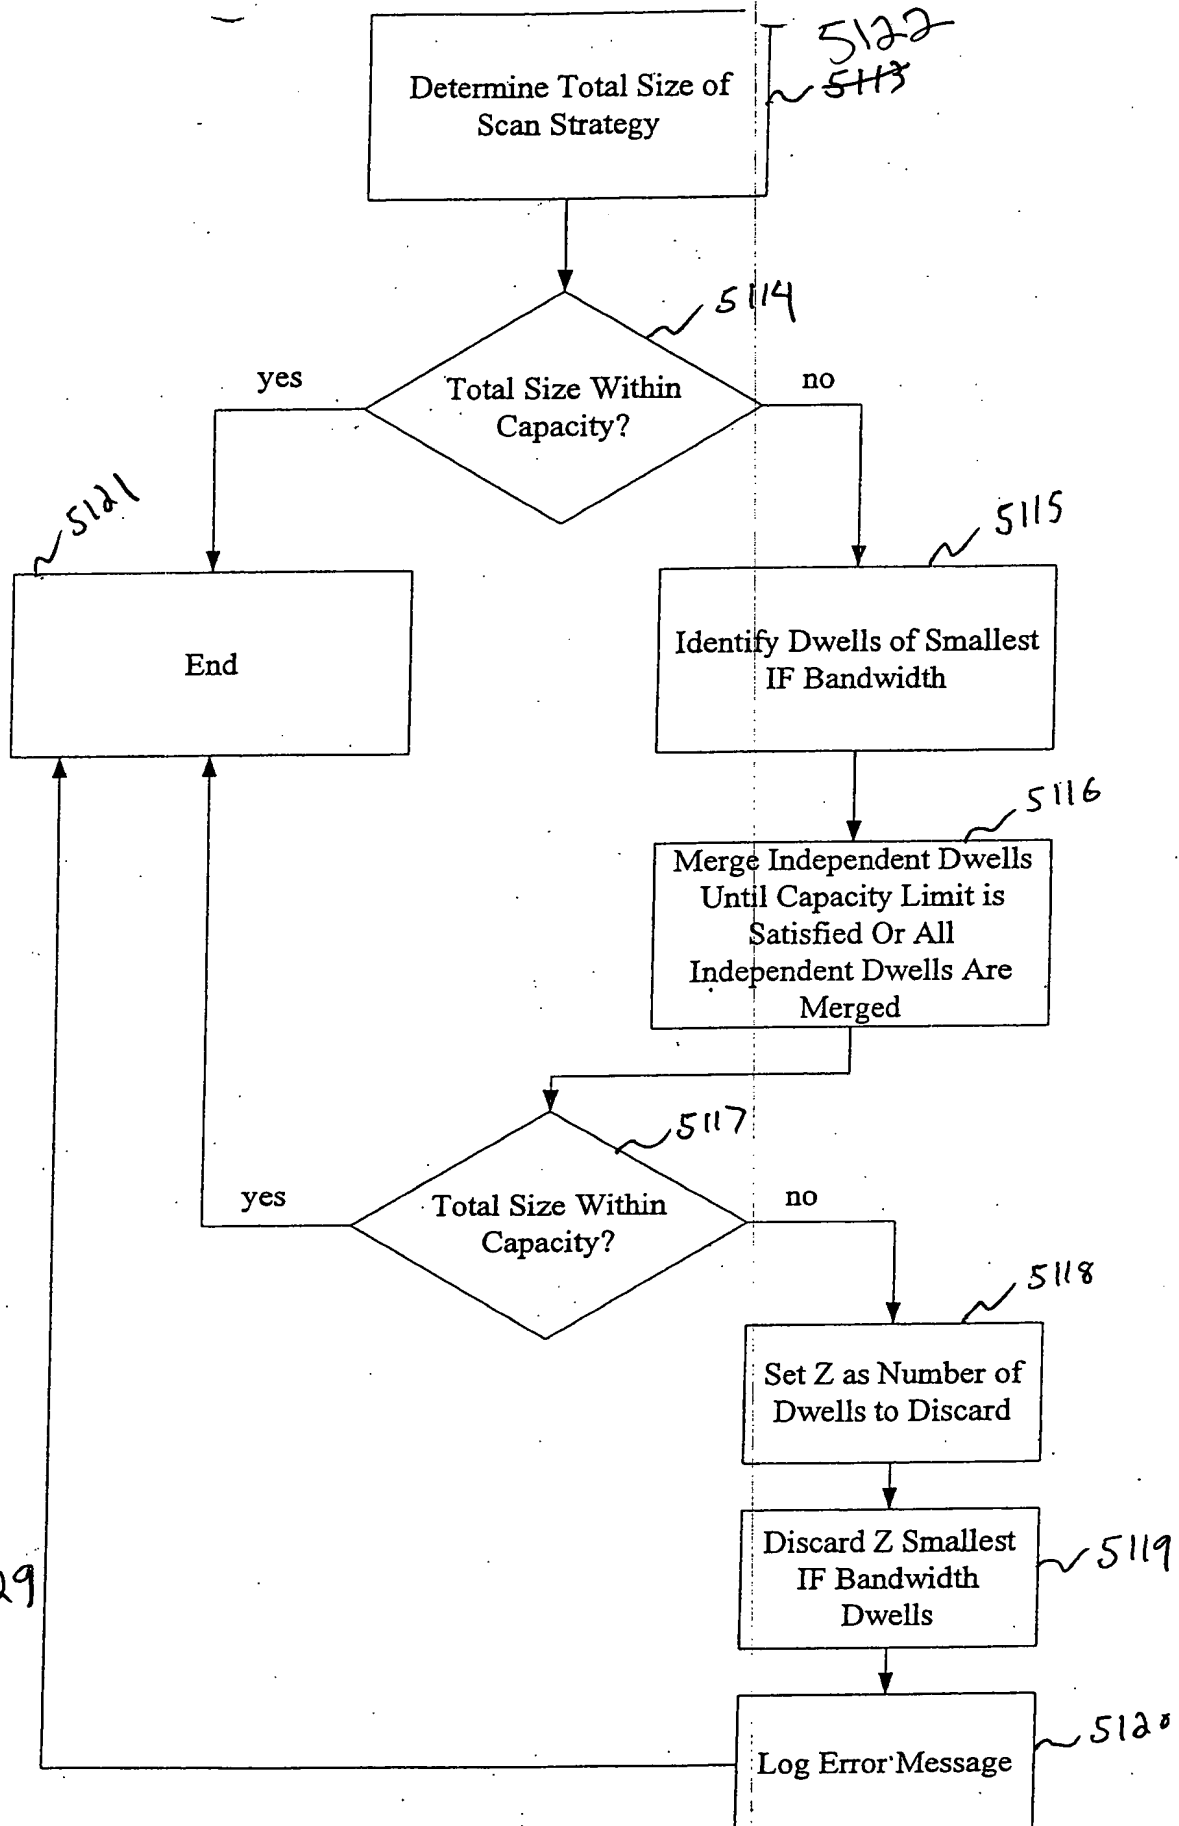 5122
5113
Determine Total Size of
Scan Strategy
5114
yes
Total Size Within
Capacity?
no
5121
5115
End
Identify Dwells of Smallest
IF Bandwidth
5116
Merge Independent Dwells
Until Capacity Limit is
Satisfied Or All
Independent Dwells Are
Merged
5117
yes
Total Size Within
Capacity?
no
5118
Set Z as Number of
Dwells to Discard
Discard Z Smallest
IF Bandwidth
Dwells
5119
29
5120
Log Error Message